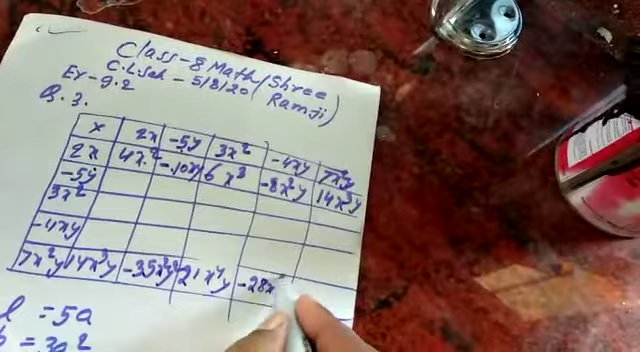 Class-8 Math (Shree
C.L.Seh - 5/8/20 Ramji)
Ex-9.2
Q.3.
x 2x -5y 3x² -4xy 7x²y
2x 4x² -10xy 6x³ -8x²y 14x³y
-5y
3x²
-4xy
7x²y 14x³y -35x²y² 21x⁴y -28x
l = 5a
b = 3a²